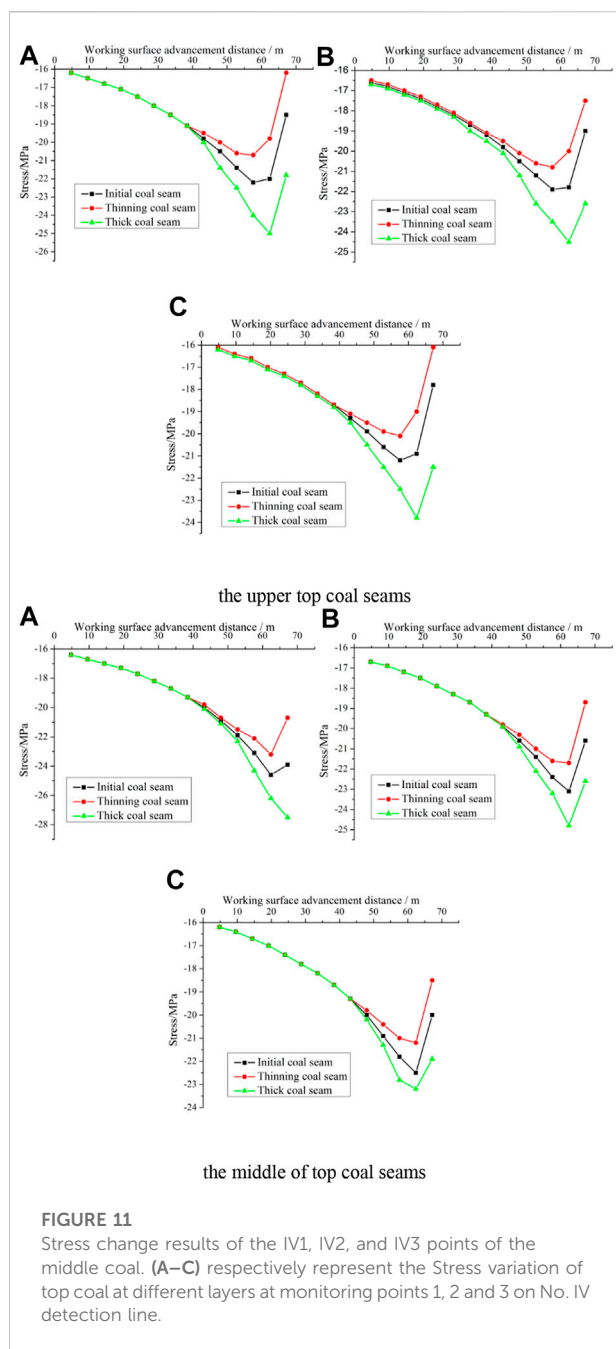 A
Working surface advancement distance / m
0 10 20 30 40 50 60 70
-16
-17
-18
-19
-20
-21
-22
-23
-24
-25
-26
Stress/MPa
Initial coal seam
Thinning coal seam
Thick coal seam
B
Working surface advancement distance / m
0 10 20 30 40 50 60 70
-16
-17
-18
-19
-20
-21
-22
-23
-24
-25
Stress/MPa
Initial coal seam
Thinning coal seam
Thick coal seam
C
Working surface advancement distance / m
0 10 20 30 40 50 60 70
-16
-17
-18
-19
-20
-21
-22
-23
-24
Stress/MPa
Initial coal seam
Thinning coal seam
Thick coal seam
the upper top coal seams
A
Working surface advancement distance / m
0 10 20 30 40 50 60 70
-16
-18
-20
-22
-24
-26
-28
Stress/MPa
Initial coal seam
Thinning coal seam
Thick coal seam
B
Working surface advancement distance / m
0 10 20 30 40 50 60 70
-16
-17
-18
-19
-20
-21
-22
-23
-24
-25
Stress/MPa
Initial coal seam
Thinning coal seam
Thick coal seam
C
Working surface advancement distance / m
0 10 20 30 40 50 60 70
-16
-17
-18
-19
-20
-21
-22
-23
-24
Stress/MPa
Initial coal seam
Thinning coal seam
Thick coal seam
the middle of top coal seams
FIGURE 11
Stress change results of the IV1, IV2, and IV3 points of the
middle coal. (A–C) respectively represent the Stress variation of
top coal at different layers at monitoring points 1, 2 and 3 on No. IV
detection line.